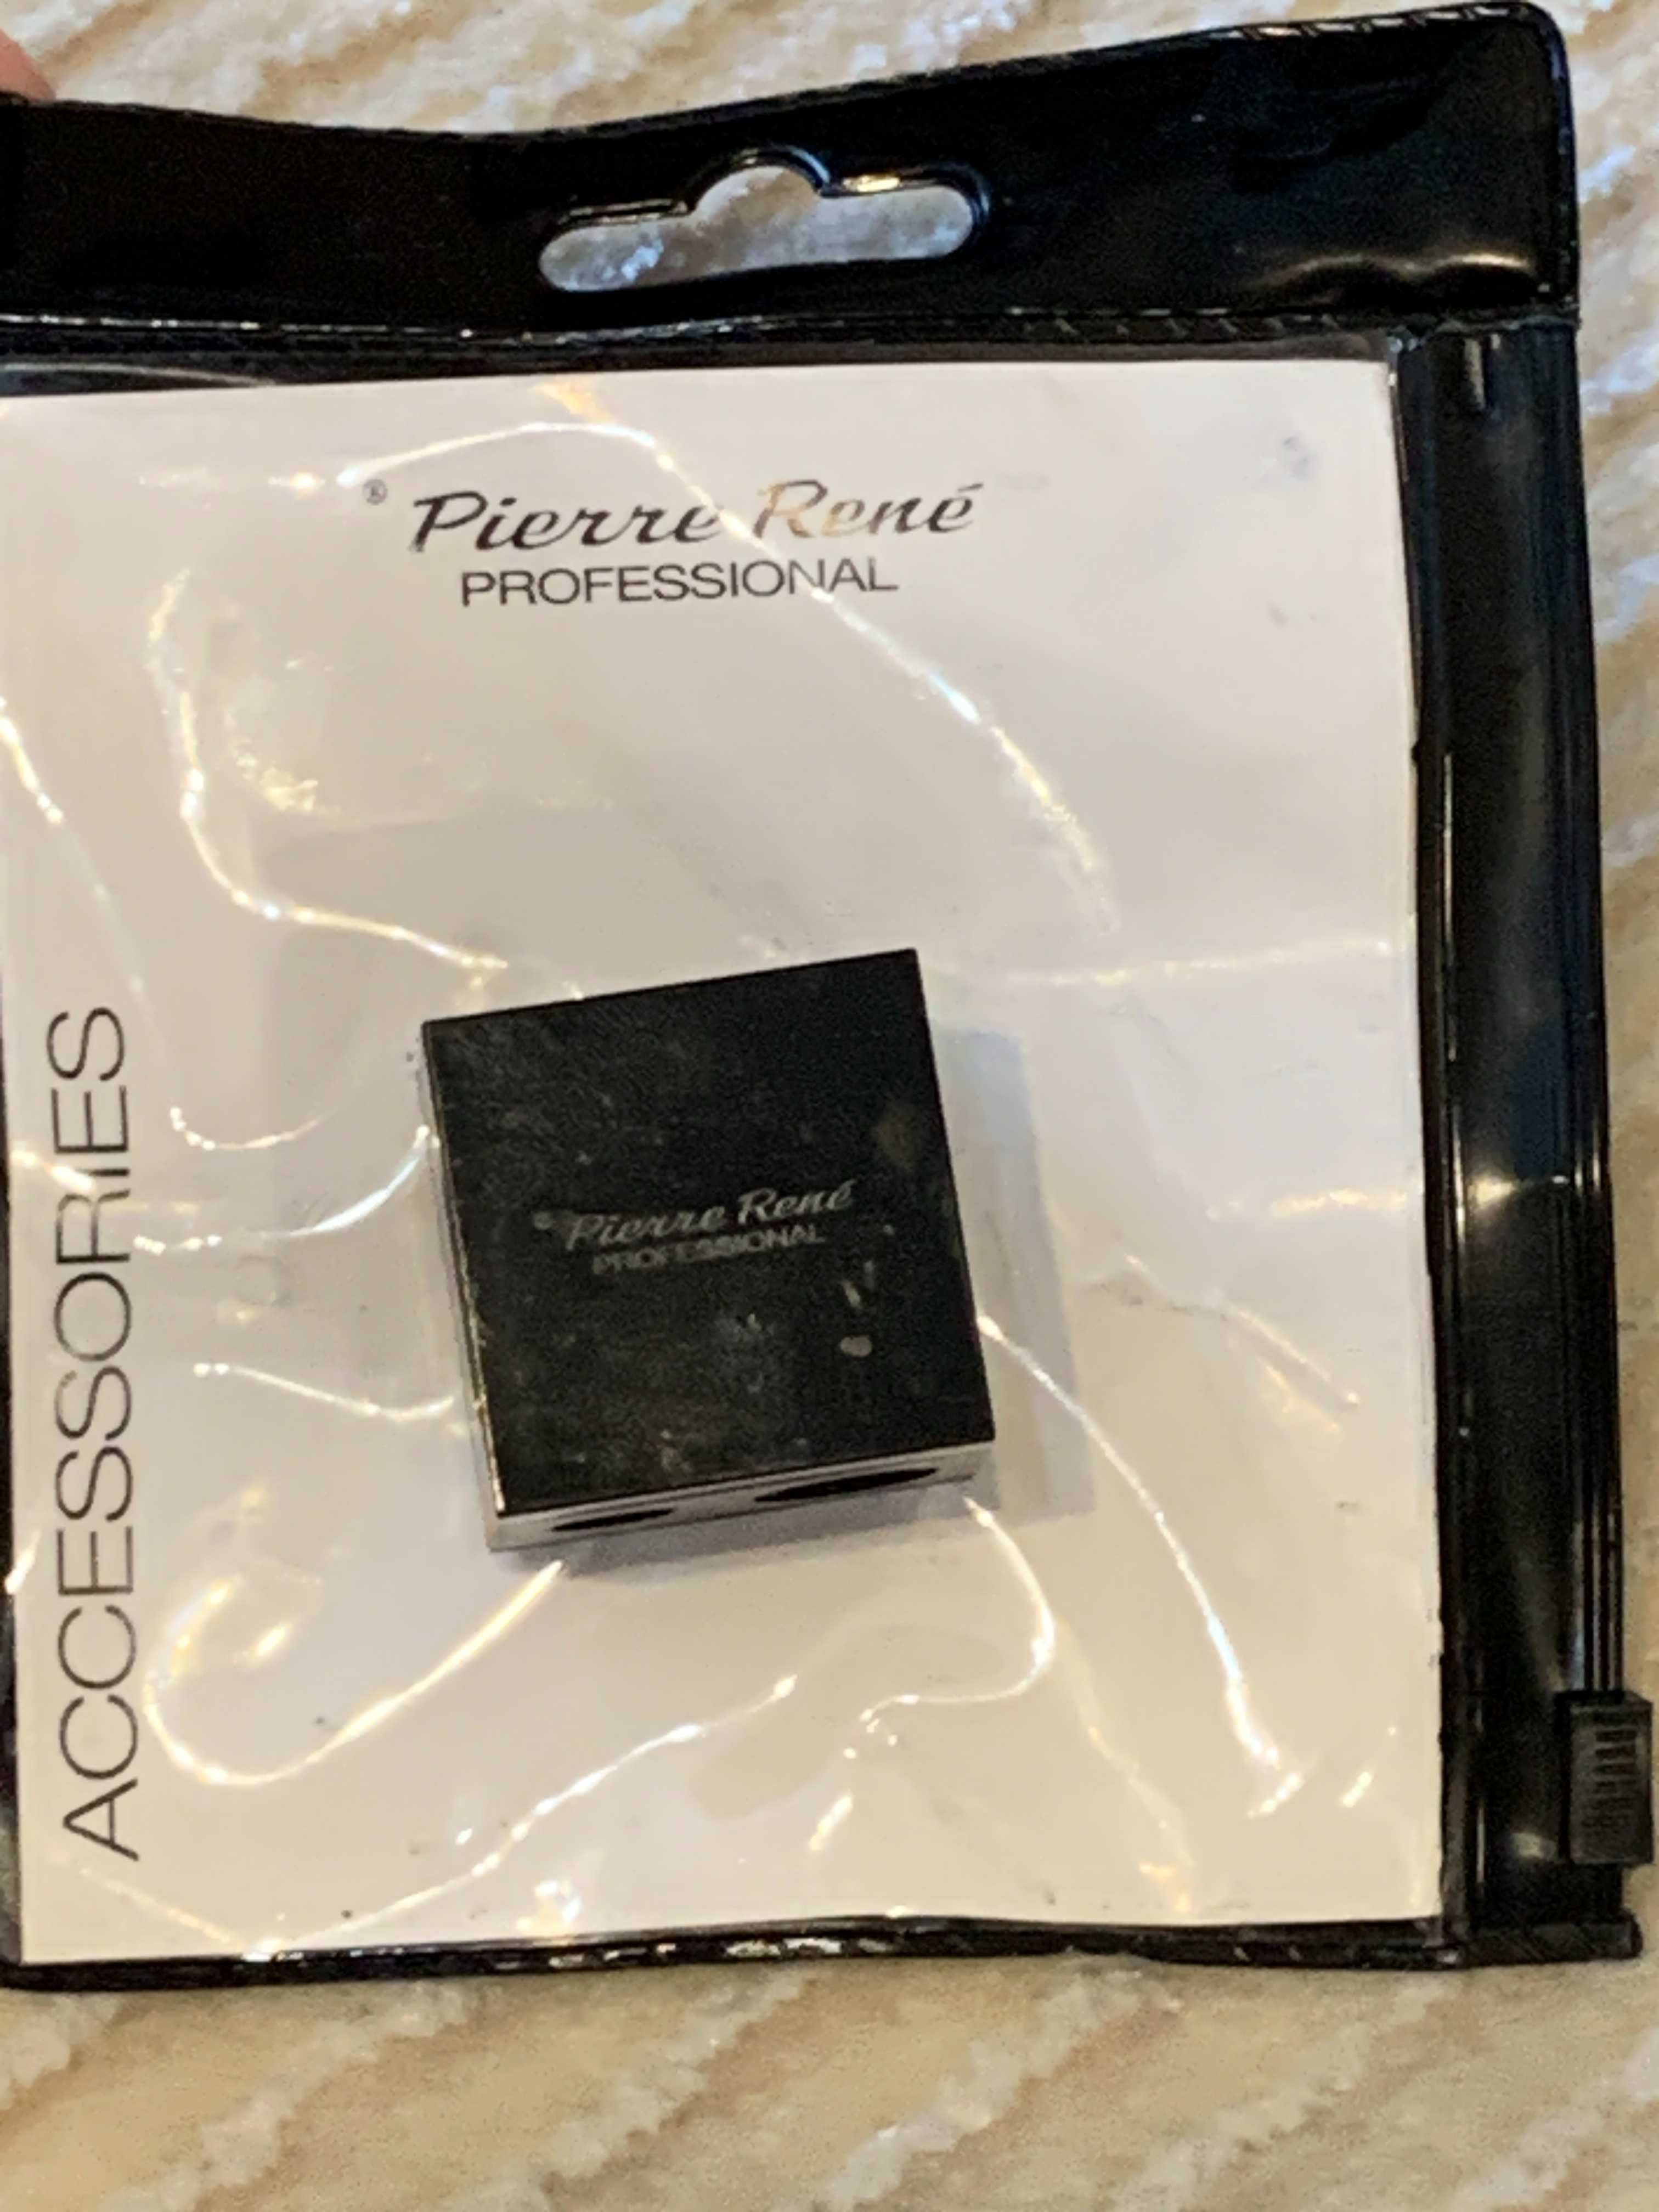 ® Pierre René
PROFESSIONAL
ACCESSORIES
® Pierre René
PROFESSIONAL